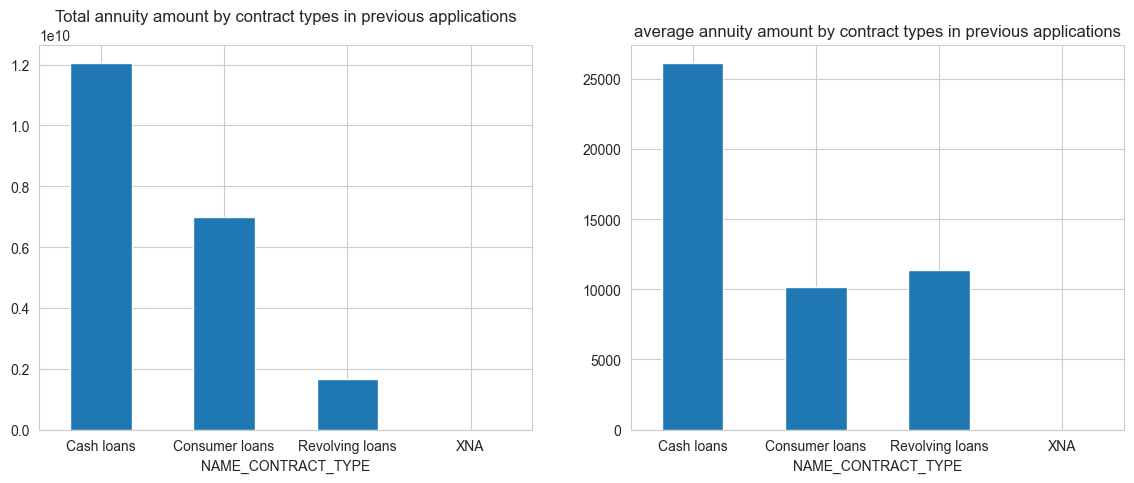 Total annuity amount by contract types in previous applications
1e10
1.2
1.0
0.8
0.6
0.4
0.2
0.0
Cash loans Consumer loans Revolving loans XNA
NAME_CONTRACT_TYPE
average annuity amount by contract types in previous applications
25000
20000
15000
10000
5000
0
Cash loans Consumer loans Revolving loans XNA
NAME_CONTRACT_TYPE